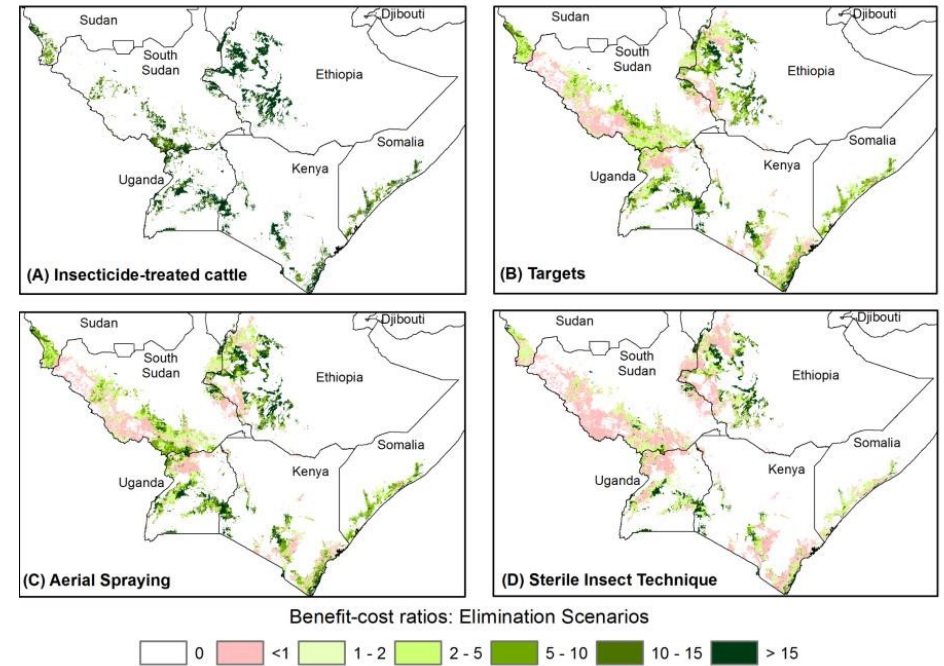 Sudan
Djibouti
South
Sudan
Ethiopia
Somalia
Kenya
Uganda
(A) Insecticide-treated cattle
Sudan
Djibouti
South
Sudan
Ethiopia
Somalia
Kenya
Uganda
(B) Targets
Sudan
Djibouti
South
Sudan
Ethiopia
Somalia
Kenya
Uganda
(C) Aerial Spraying
Sudan
Djibouti
South
Sudan
Ethiopia
Somalia
Kenya
Uganda
(D) Sterile Insect Technique
Benefit-cost ratios: Elimination Scenarios
0 <1 1 - 2 2 - 5 5 - 10 10 - 15 > 15